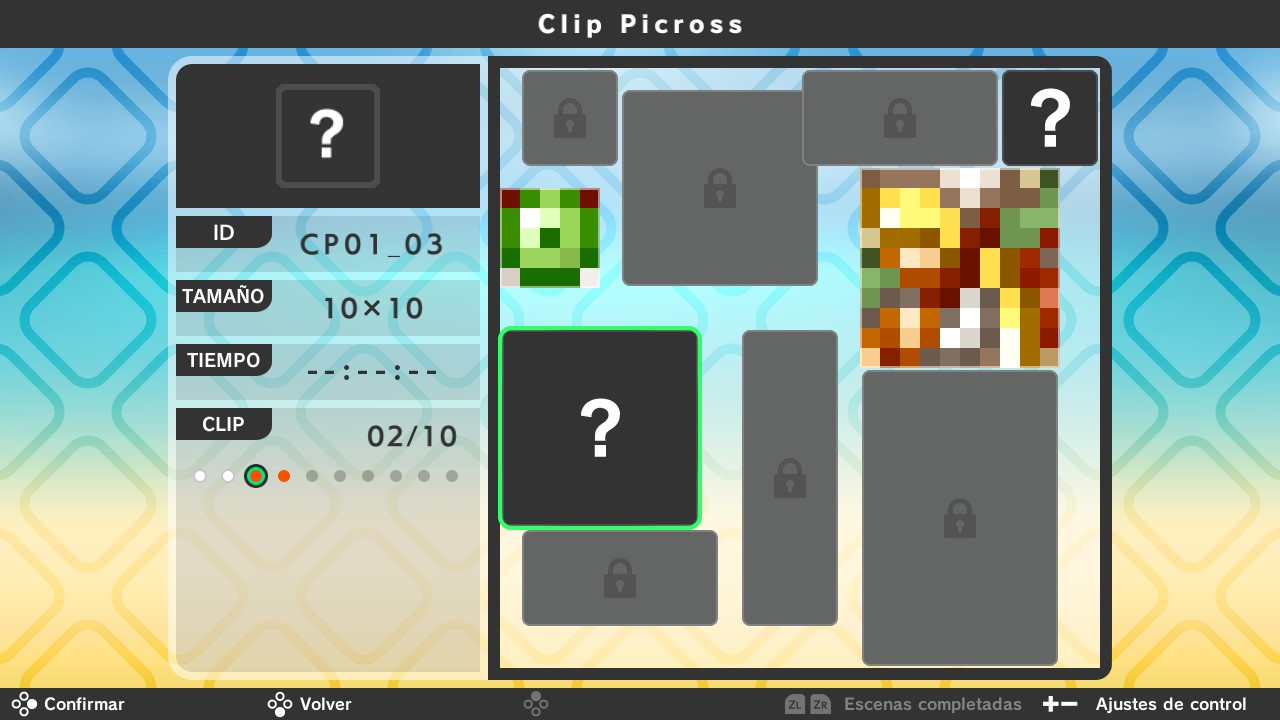 Clip Picross
?
ID
CP01_03
TAMAÑO
10×10
TIEMPO
--:--:--
CLIP
02/10
?
?
Confirmar
Volver
ZL ZR Escenas completadas
Ajustes de control